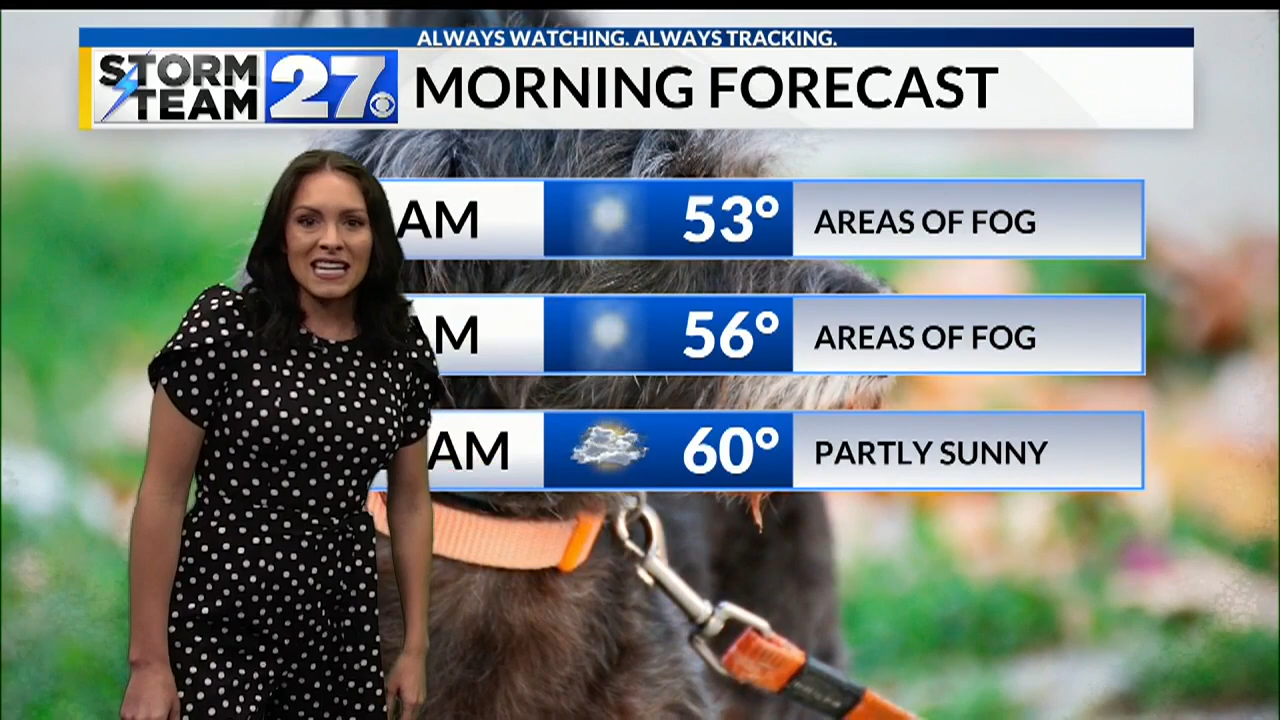 ALWAYS WATCHING. ALWAYS TRACKING.
STORM TEAM 27
MORNING FORECAST
AM 53° AREAS OF FOG
AM 56° AREAS OF FOG
AM 60° PARTLY SUNNY